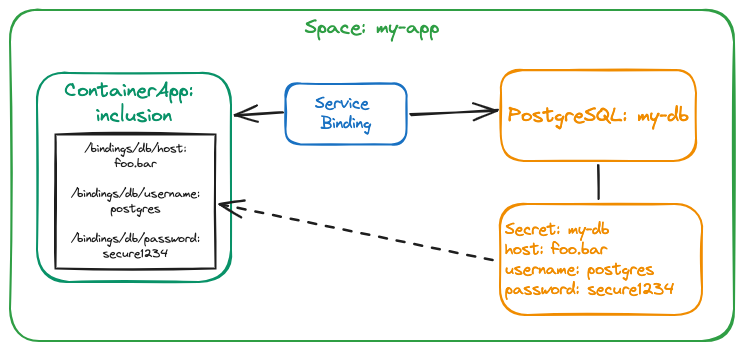 Space: my-app
ContainerApp:
inclusion
/bindings/db/host:
foo.bar
/bindings/db/username:
postgres
/bindings/db/password:
secure1234
Service
Binding
PostgreSQL: my-db
Secret: my-db
host: foo.bar
username: postgres
password: secure1234